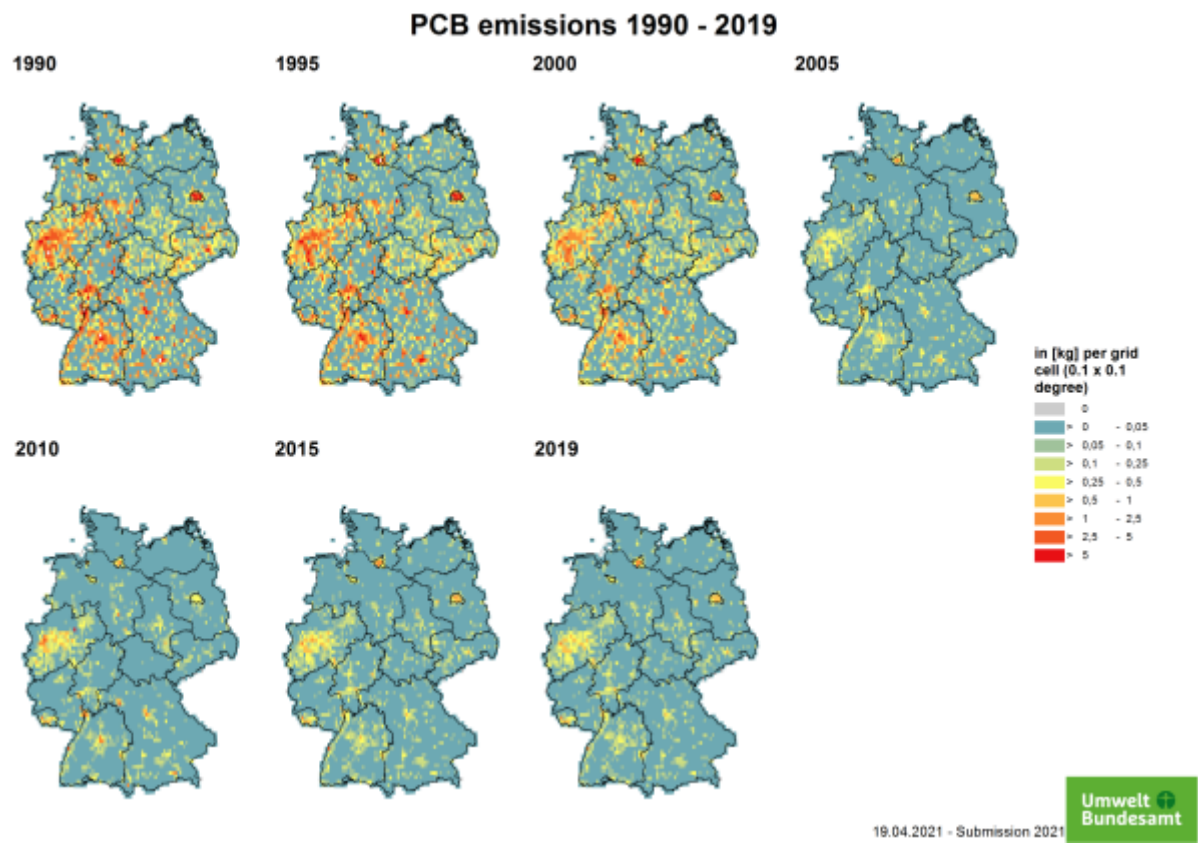 PCB emissions 1990 - 2019
1990
1995
2000
2005
in [kg] per grid
cell (0.1 x 0.1
degree)
0
> 0 - 0,05
> 0,05 - 0,1
> 0,1 - 0,25
> 0,25 - 0,5
> 0,5 - 1
> 1 - 2,5
> 2,5 - 5
> 5
2010
2015
2019
Umwelt
Bundesamt
19.04.2021 - Submission 2021